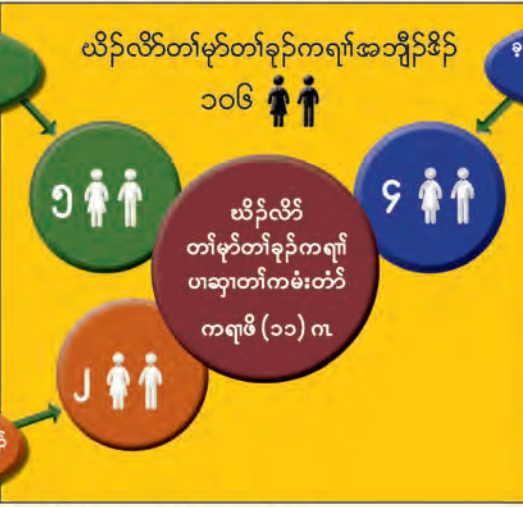 ဃိၣ်လိာ်တၢ်မုာ်တၢ်ခုၣ်ကရၢၢ်အဘျီၣ်ဒိၣ်
၁၀၆
၅
၄
ဃိၣ်လိာ်
တၢ်မုာ်တၢ်ခုၣ်ကရၢၢ်
ပၢဆှၢတၢ်ကမံးတံာ်
ကရၢဖိ (၁၁) ဂၤ
၂